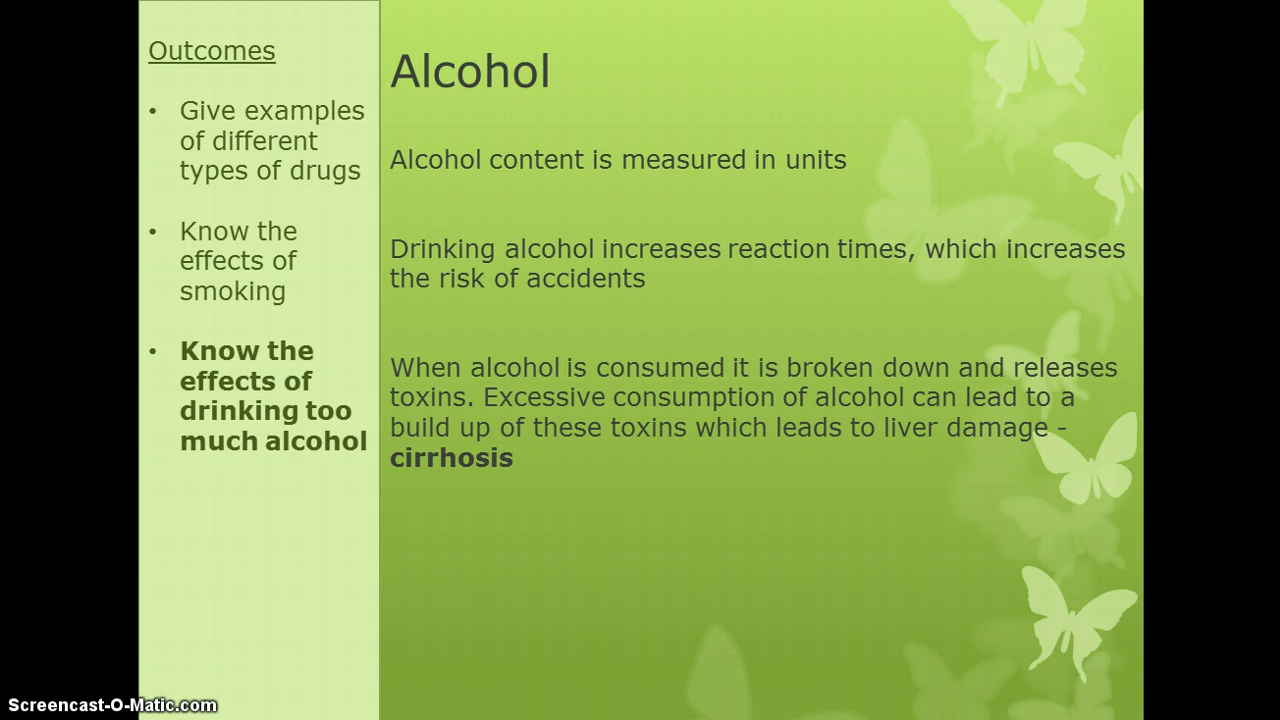 Outcomes
• Give examples
of different
types of drugs
• Know the
effects of
smoking
• Know the
effects of
drinking too
much alcohol
Alcohol
Alcohol content is measured in units
Drinking alcohol increases reaction times, which increases
the risk of accidents
When alcohol is consumed it is broken down and releases
toxins. Excessive consumption of alcohol can lead to a
build up of these toxins which leads to liver damage -
cirrhosis
Screencast-O-Matic.com